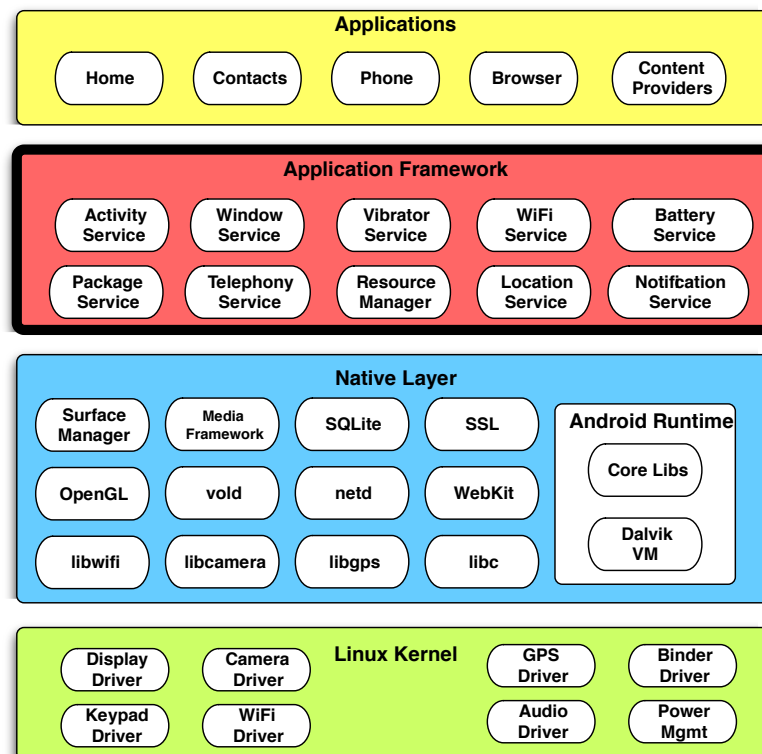 Applications
Home
Contacts
Phone
Browser
Content
Providers
Application Framework
Activity
Service
Window
Service
Vibrator
Service
WiFi
Service
Battery
Service
Package
Service
Telephony
Service
Resource
Manager
Location
Service
Notification
Service
Native Layer
Surface
Manager
Media
Framework
SQLite
SSL
OpenGL
vold
netd
WebKit
libwifi
libcamera
libgps
libc
Android Runtime
Core Libs
Dalvik
VM
Linux Kernel
Display
Driver
Camera
Driver
GPS
Driver
Binder
Driver
Keypad
Driver
WiFi
Driver
Audio
Driver
Power
Mgmt